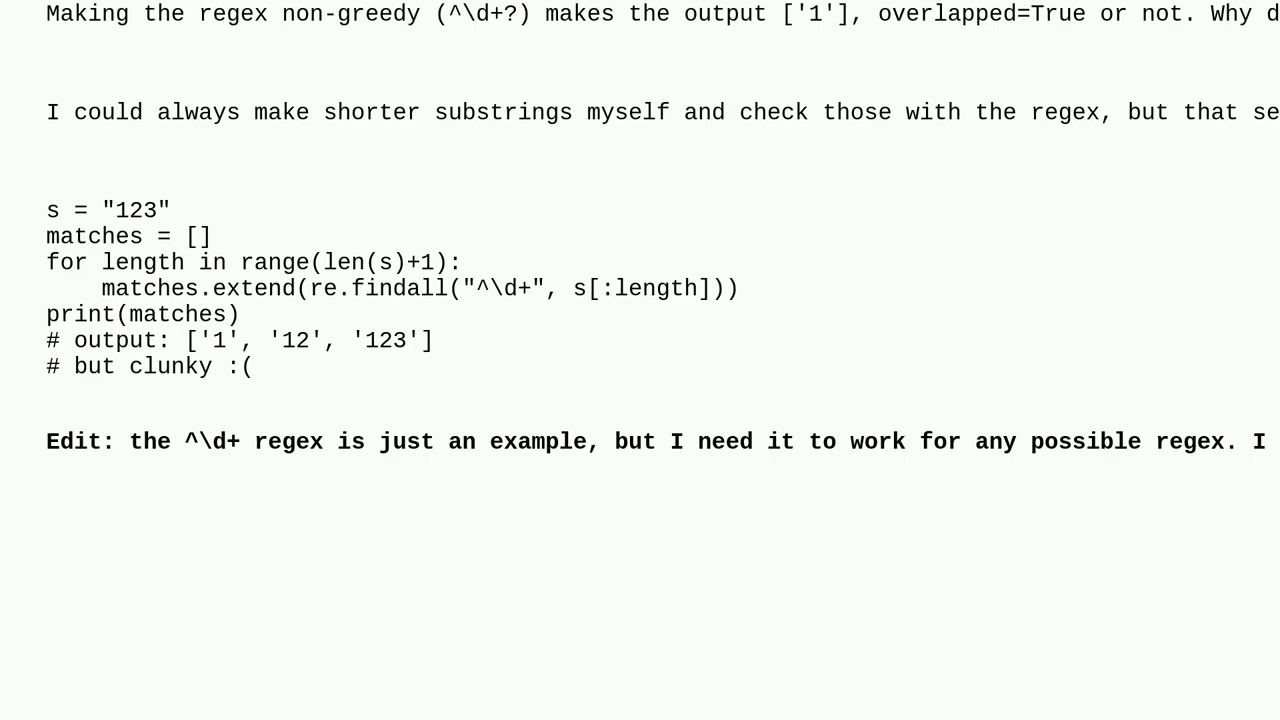 Making the regex non-greedy (^\d+?) makes the output ['1'], overlapped=True or not. Why
I could always make shorter substrings myself and check those with the regex, but that
s = "123"
matches = []
for length in range(len(s)+1):
    matches.extend(re.findall("^\d+", s[:length]))
print(matches)
# output: ['1', '12', '123']
# but clunky :(
Edit: the ^\d+ regex is just an example, but I need it to work for any possible regex. I